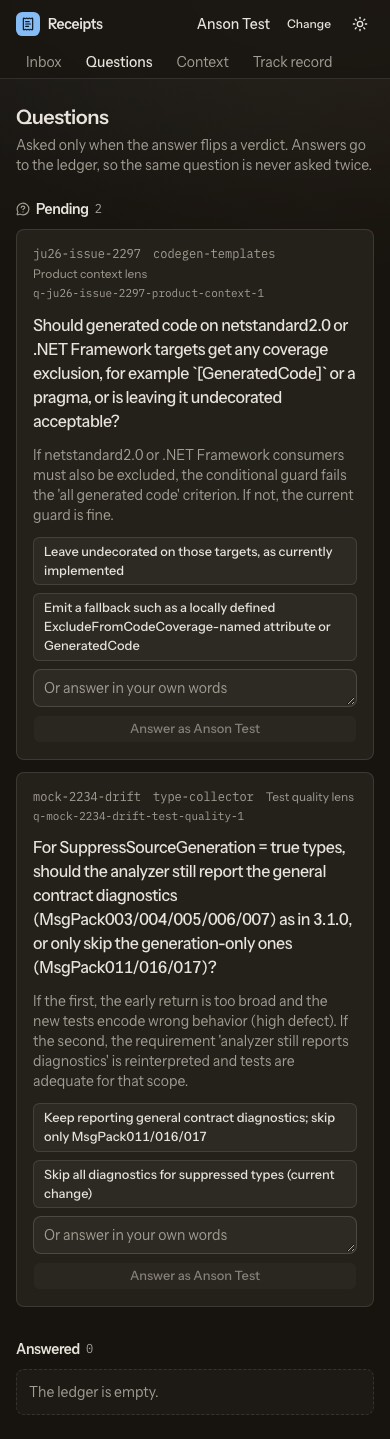 Receipts
Anson Test
Change
Inbox
Questions
Context
Track record
Questions
Asked only when the answer flips a verdict. Answers go
to the ledger, so the same question is never asked twice.
Pending 2
ju26-issue-2297 codegen-templates
Product context lens
q-ju26-issue-2297-product-context-1
Should generated code on netstandard2.0 or
.NET Framework targets get any coverage
exclusion, for example `[GeneratedCode]` or a
pragma, or is leaving it undecorated
acceptable?
If netstandard2.0 or .NET Framework consumers
must also be excluded, the conditional guard fails
the 'all generated code' criterion. If not, the current
guard is fine.
Leave undecorated on those targets, as currently
implemented
Emit a fallback such as a locally defined
ExcludeFromCodeCoverage-named attribute or
GeneratedCode
Or answer in your own words
Answer as Anson Test
mock-2234-drift type-collector Test quality lens
q-mock-2234-drift-test-quality-1
For SuppressSourceGeneration = true types,
should the analyzer still report the general
contract diagnostics
(MsgPack003/004/005/006/007) as in 3.1.0,
or only skip the generation-only ones
(MsgPack011/016/017)?
If the first, the early return is too broad and the
new tests encode wrong behavior (high defect). If
the second, the requirement 'analyzer still reports
diagnostics' is reinterpreted and tests are
adequate for that scope.
Keep reporting general contract diagnostics; skip
only MsgPack011/016/017
Skip all diagnostics for suppressed types (current
change)
Or answer in your own words
Answer as Anson Test
Answered 0
The ledger is empty.